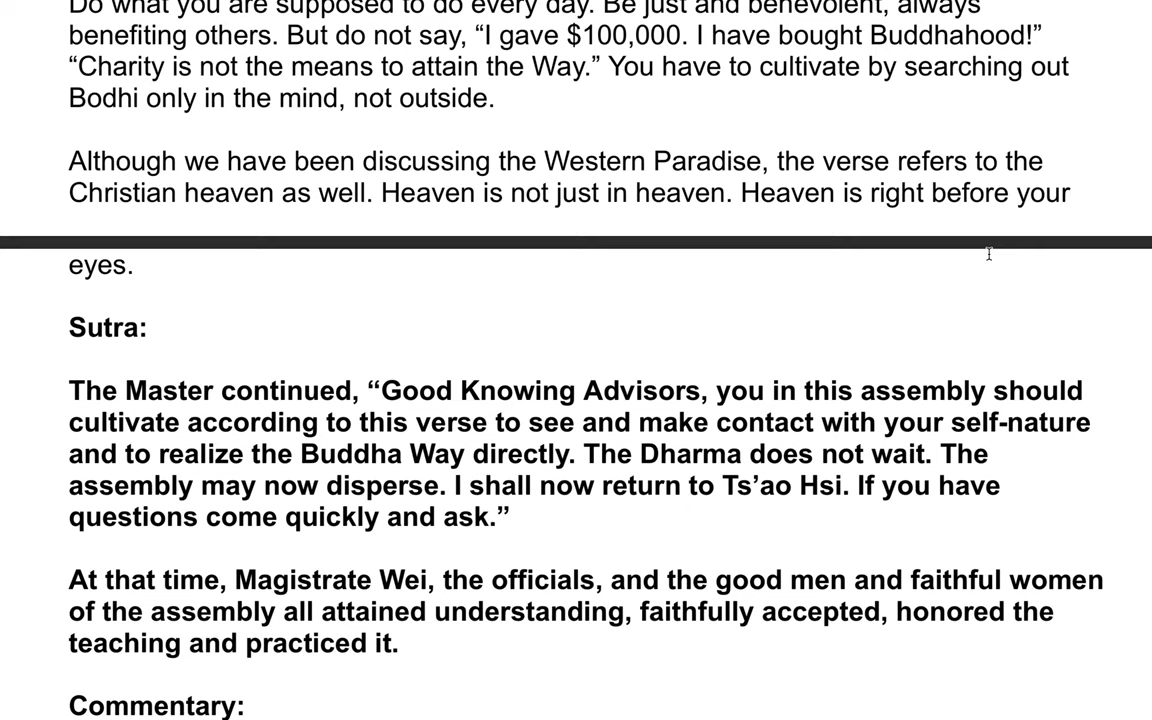 Do what you are supposed to do every day. Be just and benevolent, always
benefiting others. But do not say, “I gave $100,000. I have bought Buddhahood!”
“Charity is not the means to attain the Way.” You have to cultivate by searching out
Bodhi only in the mind, not outside.
Although we have been discussing the Western Paradise, the verse refers to the
Christian heaven as well. Heaven is not just in heaven. Heaven is right before your
eyes.
Sutra:
The Master continued, “Good Knowing Advisors, you in this assembly should
cultivate according to this verse to see and make contact with your self-nature
and to realize the Buddha Way directly. The Dharma does not wait. The
assembly may now disperse. I shall now return to Ts’ao Hsi. If you have
questions come quickly and ask.”
At that time, Magistrate Wei, the officials, and the good men and faithful women
of the assembly all attained understanding, faithfully accepted, honored the
teaching and practiced it.
Commentary: